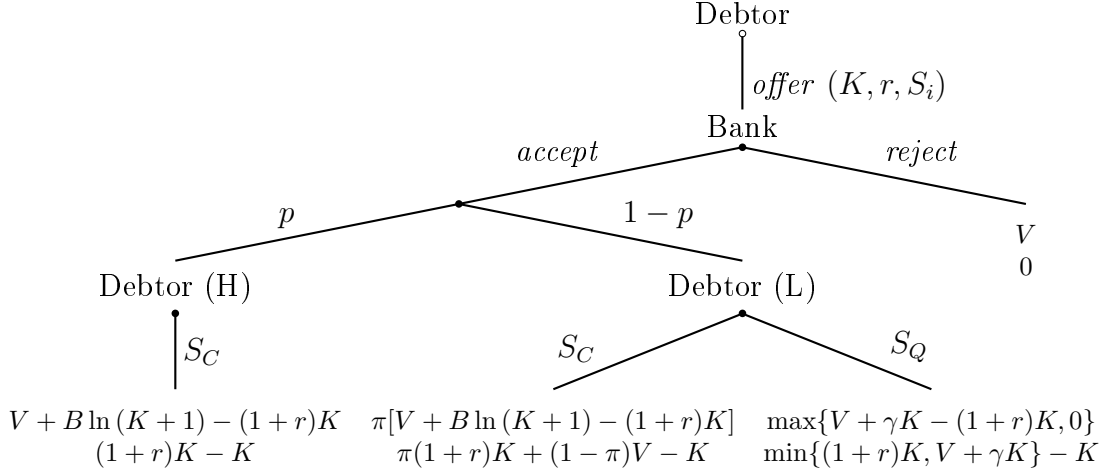 Debtor
offer (K, r, S_i)
Bank
accept
reject
p
1 − p
V
0
Debtor (H)
Debtor (L)
S_C
S_C
S_Q
V + B ln (K + 1) − (1 + r)K
(1 + r)K − K
π[V + B ln (K + 1) − (1 + r)K]
π(1 + r)K + (1 − π)V − K
max{V + γK − (1 + r)K, 0}
min{(1 + r)K, V + γK} − K